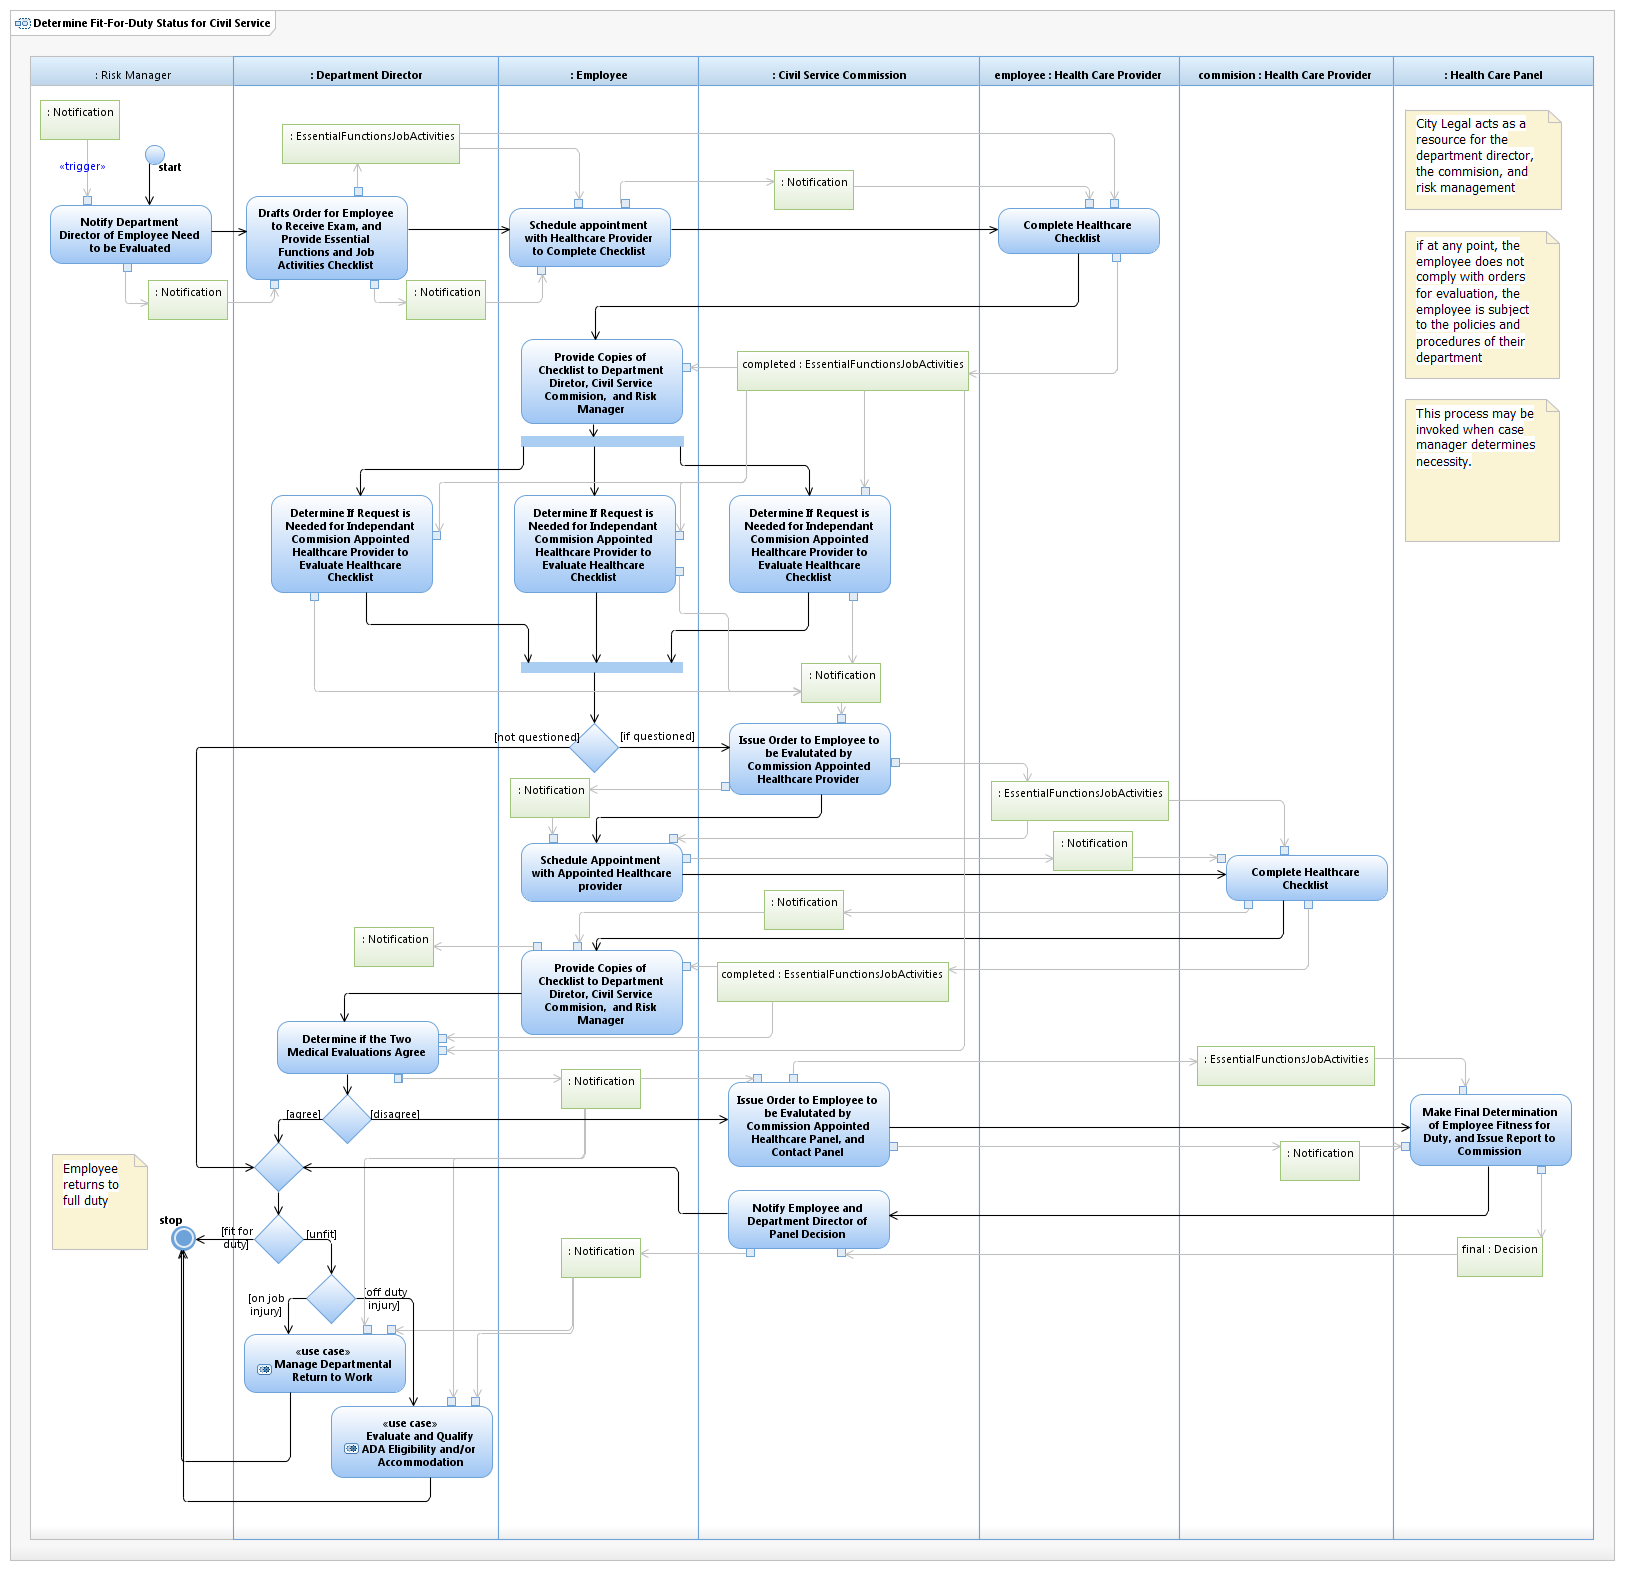 Determine Fit-For-Duty Status for Civil Service
: Risk Manager
: Department Director
: Employee
: Civil Service Commission
employee : Health Care Provider
commision : Health Care Provider
: Health Care Panel
: Notification
«trigger»
start
Notify Department
Director of Employee Need
to be Evaluated
: Notification
: EssentialFunctionsJobActivities
Drafts Order for Employee
to Receive Exam, and
Provide Essential
Functions and Job
Activities Checklist
: Notification
Schedule appointment
with Healthcare Provider
to Complete Checklist
: Notification
Complete Healthcare
Checklist
City Legal acts as a
resource for the
department director,
the commision, and
risk management
if at any point, the
employee does not
comply with orders
for evaluation, the
employee is subject
to the policies and
procedures of their
department
This process may be
invoked when case
manager determines
necessity.
Provide Copies of
Checklist to Department
Diretor, Civil Service
Commision,  and Risk
Manager
completed : EssentialFunctionsJobActivities
Determine If Request is
Needed for Independant
Commision Appointed
Healthcare Provider to
Evaluate Healthcare
Checklist
Determine If Request is
Needed for Independant
Commision Appointed
Healthcare Provider to
Evaluate Healthcare
Checklist
Determine If Request is
Needed for Independant
Commision Appointed
Healthcare Provider to
Evaluate Healthcare
Checklist
: Notification
[not questioned]
[if questioned]
Issue Order to Employee to
be Evalutated by
Commission Appointed
Healthcare Provider
: Notification
: EssentialFunctionsJobActivities
: Notification
Schedule Appointment
with Appointed Healthcare
provider
Complete Healthcare
Checklist
: Notification
: Notification
Provide Copies of
Checklist to Department
Diretor, Civil Service
Commision,  and Risk
Manager
completed : EssentialFunctionsJobActivities
Determine if the Two
Medical Evaluations Agree
: Notification
[agree]
[disagree]
Issue Order to Employee to
be Evalutated by
Commission Appointed
Healthcare Panel, and
Contact Panel
: EssentialFunctionsJobActivities
: Notification
Make Final Determination
of Employee Fitness for
Duty, and Issue Report to
Commission
Employee
returns to
full duty
stop
[fit for
duty]
[unfit]
Notify Employee and
Department Director of
Panel Decision
: Notification
final : Decision
[on job
injury]
[off duty
injury]
«use case»
Manage Departmental
Return to Work
«use case»
Evaluate and Qualify
ADA Eligibility and/or
Accommodation